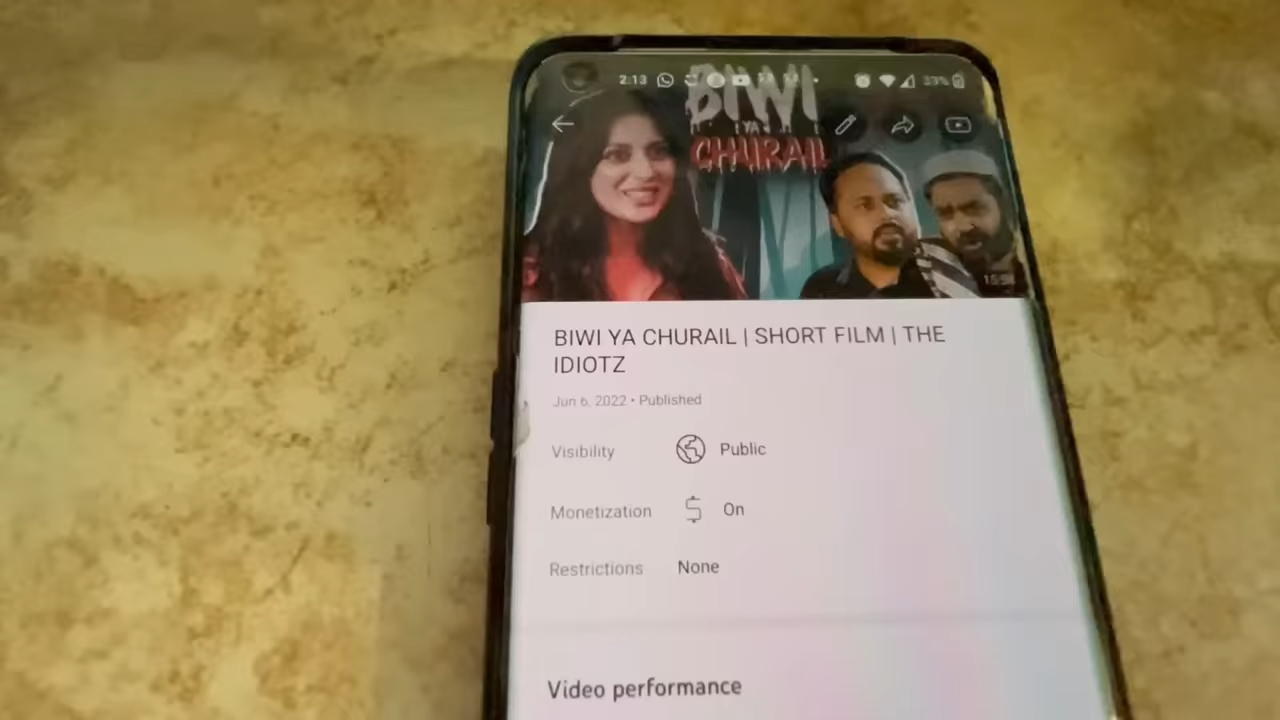 2:13
33%
BIWI
YA
CHURAIL
BIWI YA CHURAIL | SHORT FILM | THE
IDIOTZ
Jun 6, 2022 • Published
Visibility Public
Monetization On
Restrictions None
Video performance